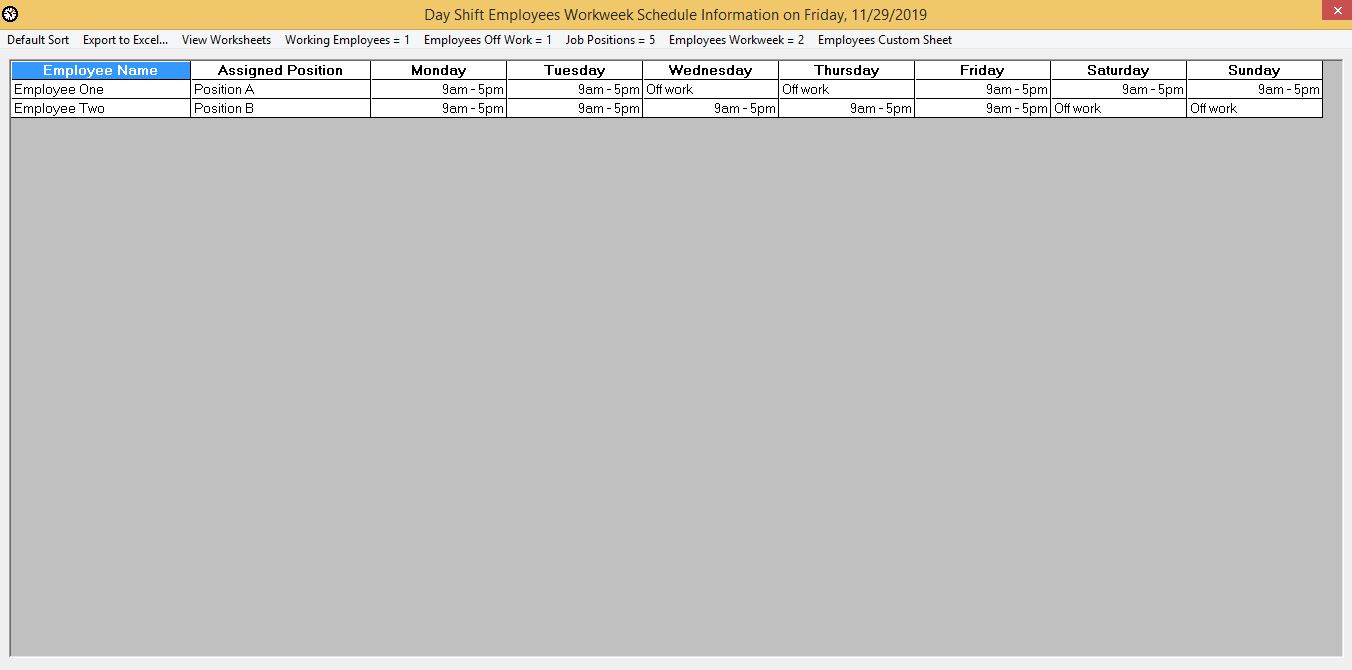 Day Shift Employees Workweek Schedule Information on Friday, 11/29/2019
Default Sort Export to Excel... View Worksheets Working Employees = 1 Employees Off Work = 1 Job Positions = 5 Employees Workweek = 2 Employees Custom Sheet
Employee Name Assigned Position Monday Tuesday Wednesday Thursday Friday Saturday Sunday
Employee One Position A 9am - 5pm 9am - 5pm Off work Off work 9am - 5pm 9am - 5pm 9am - 5pm
Employee Two Position B 9am - 5pm 9am - 5pm 9am - 5pm 9am - 5pm 9am - 5pm Off work Off work